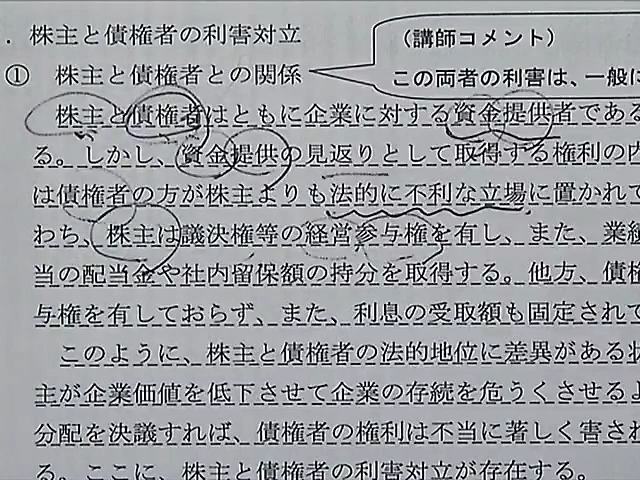 ．株主と債権者の利害対立
（講師コメント）
① 株主と債権者との関係
この両者の利害は、一般に
株主と債権者はともに企業に対する資金提供者である
る。しかし、資金提供の見返りとして取得する権利の内
は債権者の方が株主よりも法的に不利な立場に置かれて
わち、株主は議決権等の経営参与権を有し、また、業績
当の配当金や社内留保額の持分を取得する。他方、債権
与権を有しておらず、また、利息の受取額も固定されて
このように、株主と債権者の法的地位に差異がある状
主が企業価値を低下させて企業の存続を危うくさせるよ
分配を決議すれば、債権者の権利は不当に著しく害され
る。ここに、株主と債権者の利害対立が存在する。